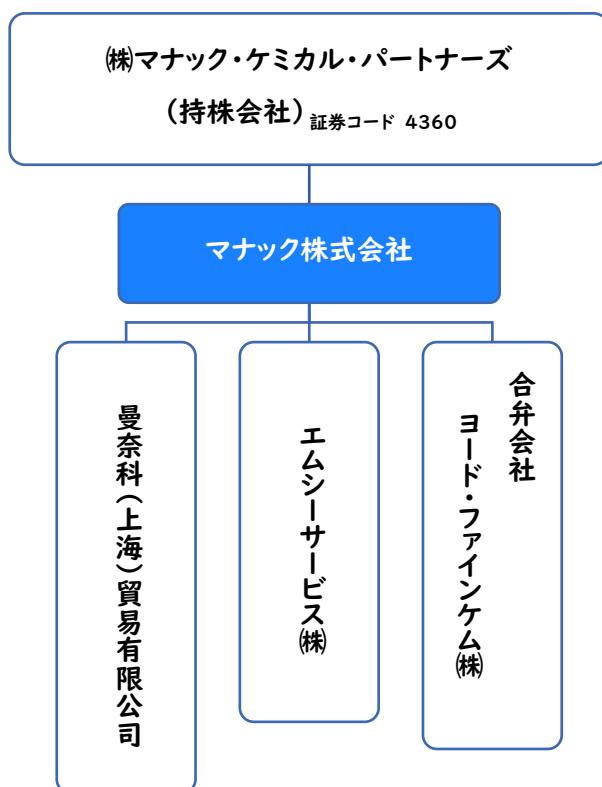 ㈱マナック・ケミカル・パートナーズ
（持株会社）証券コード 4360
マナック株式会社
曼奈科（上海）貿易有限公司
エムシーサービス㈱
合弁会社
ヨード・ファインケム㈱